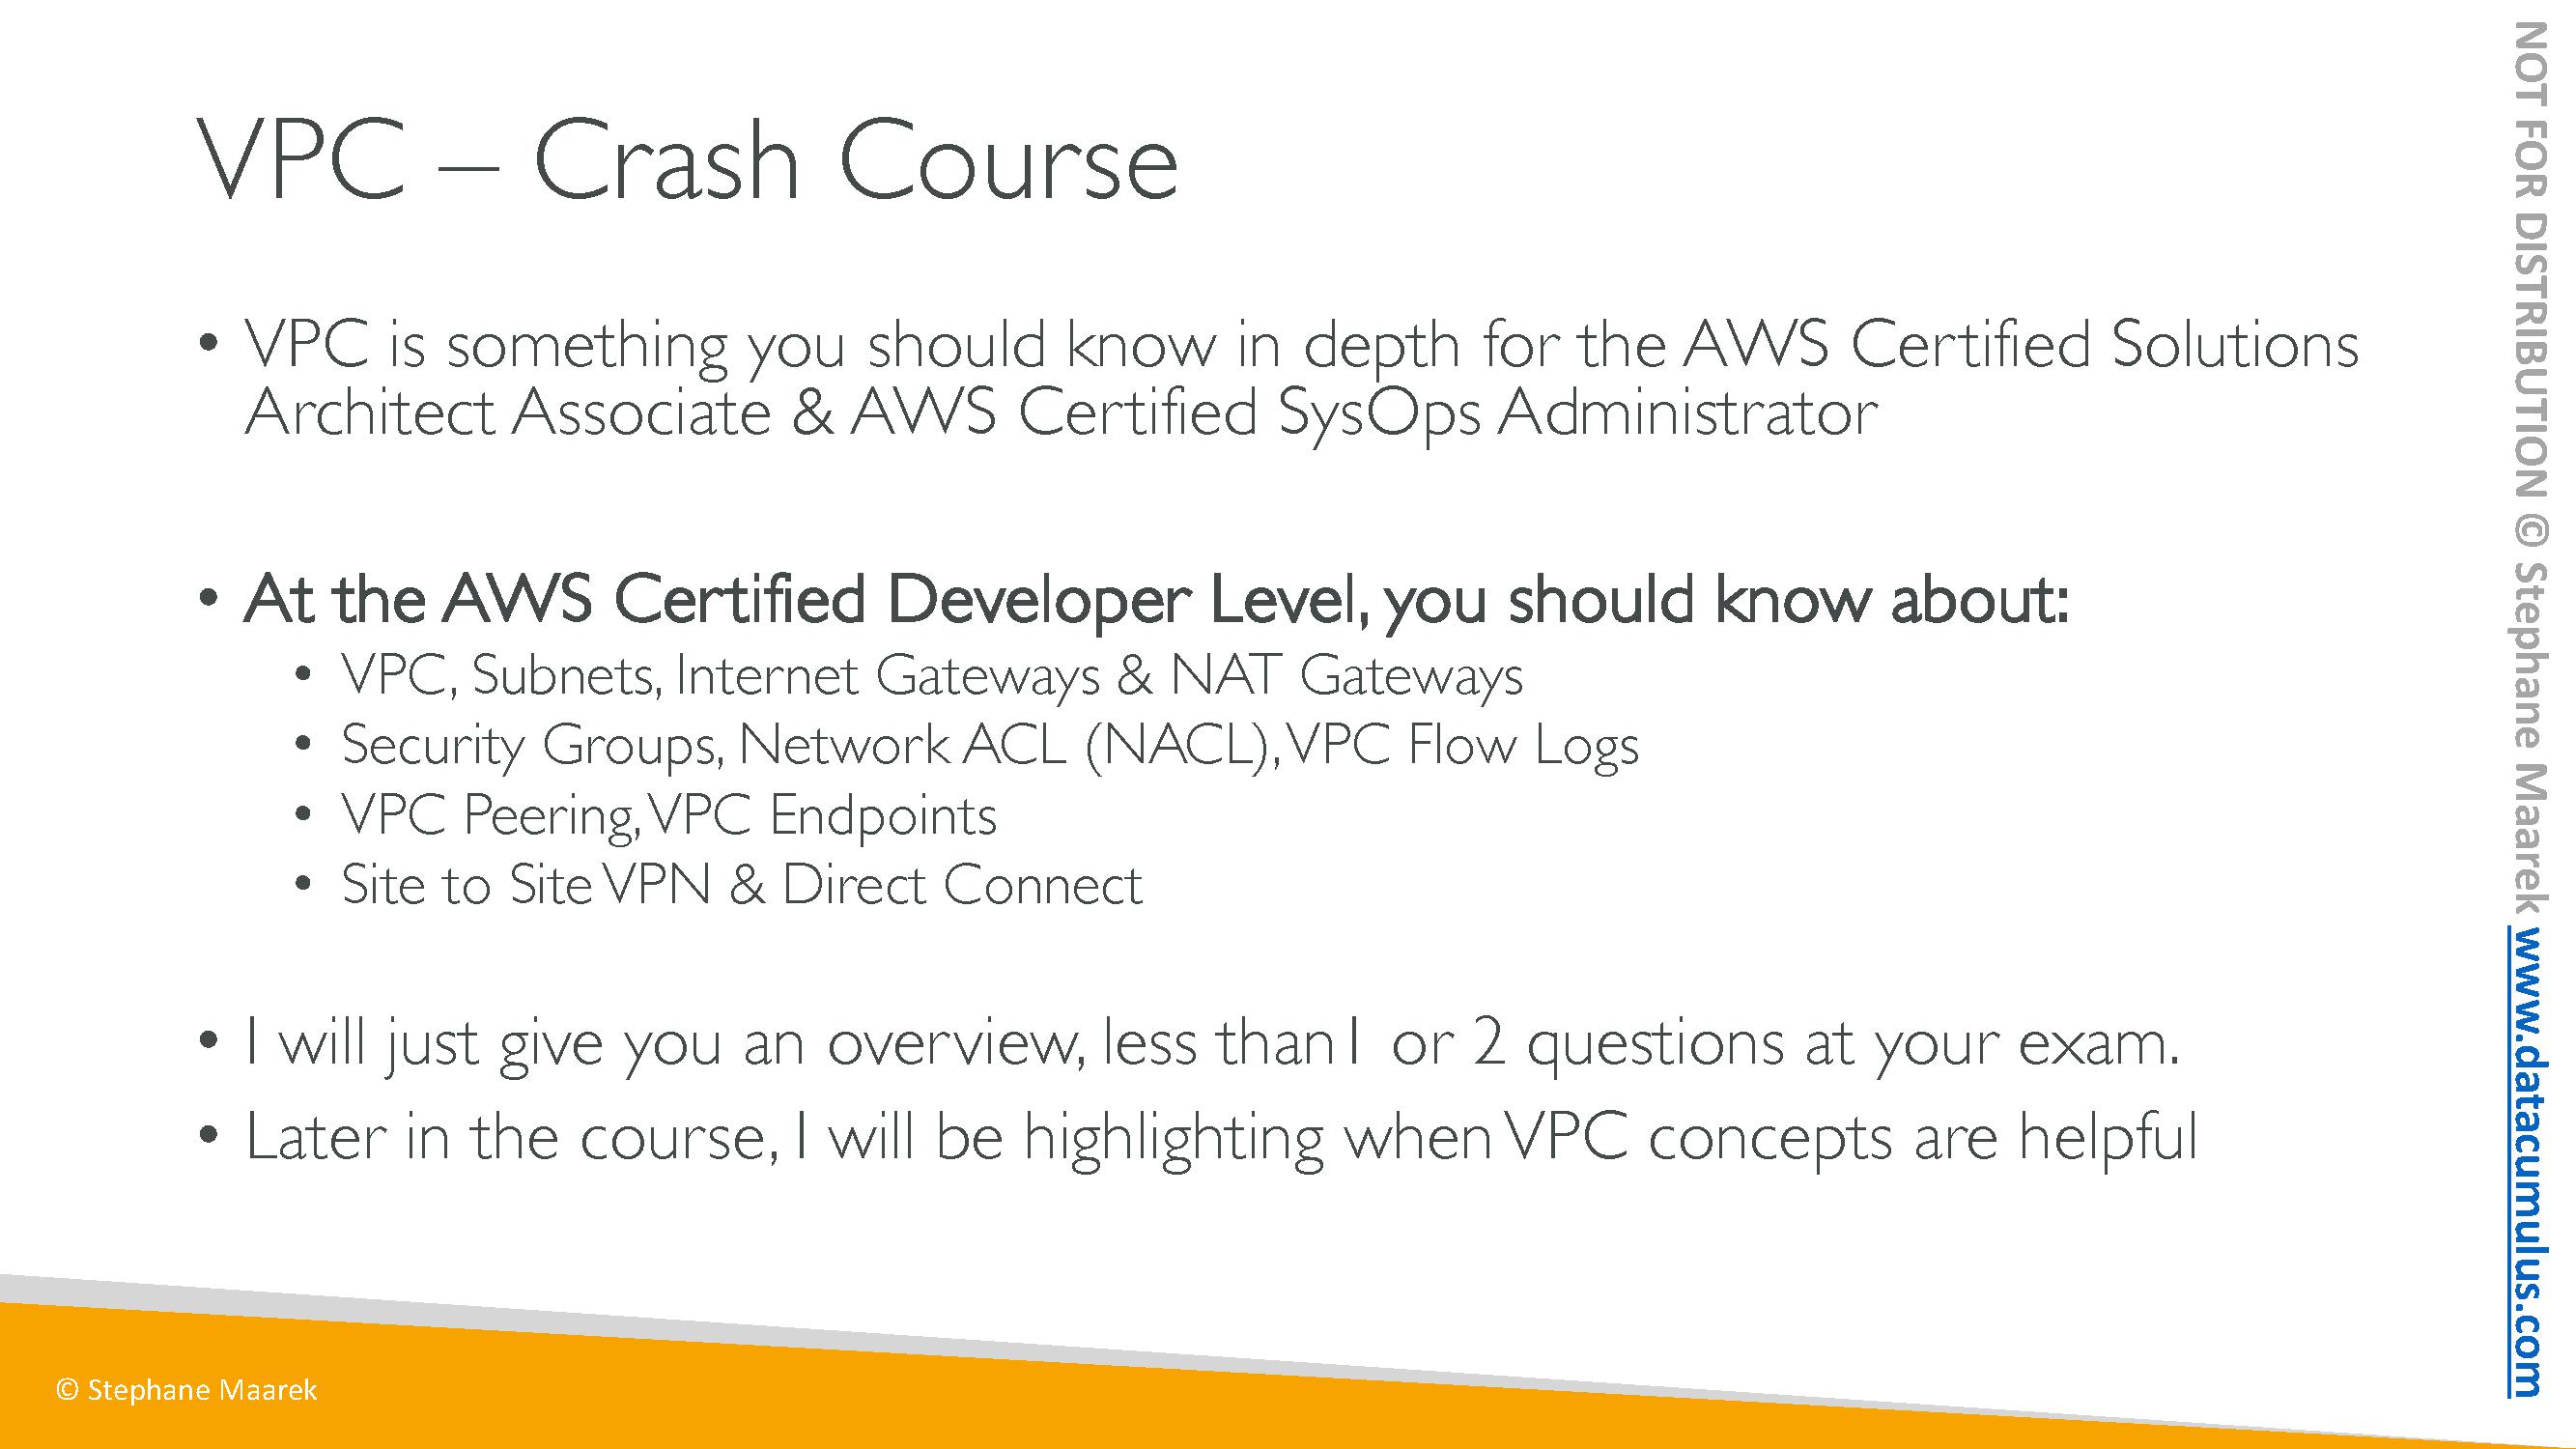 VPC – Crash Course
• VPC is something you should know in depth for the AWS Certified Solutions
Architect Associate & AWS Certified SysOps Administrator
• At the AWS Certified Developer Level, you should know about:
• VPC, Subnets, Internet Gateways & NAT Gateways
• Security Groups, Network ACL (NACL), VPC Flow Logs
• VPC Peering, VPC Endpoints
• Site to Site VPN & Direct Connect
• I will just give you an overview, less than1 or 2 questions at your exam.
• Later in the course, I will be highlighting when VPC concepts are helpful
© Stephane Maarek
NOT FOR DISTRIBUTION © Stephane Maarek www.datacumulus.com